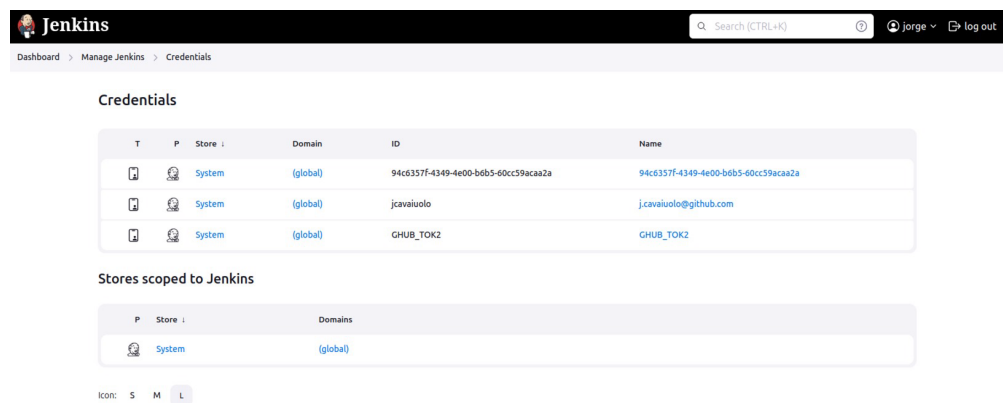 Jenkins Search (CTRL+K) jorge log out
Dashboard > Manage Jenkins > Credentials
Credentials
T P Store ↓ Domain ID Name
System (global) 94c6357f-4349-4e00-b6b5-60cc59acaa2a 94c6357f-4349-4e00-b6b5-60cc59acaa2a
System (global) jcavaiuolo j.cavaiuolo@github.com
System (global) GHUB_TOK2 GHUB_TOK2
Stores scoped to Jenkins
P Store ↓ Domains
System (global)
Icon: S M L